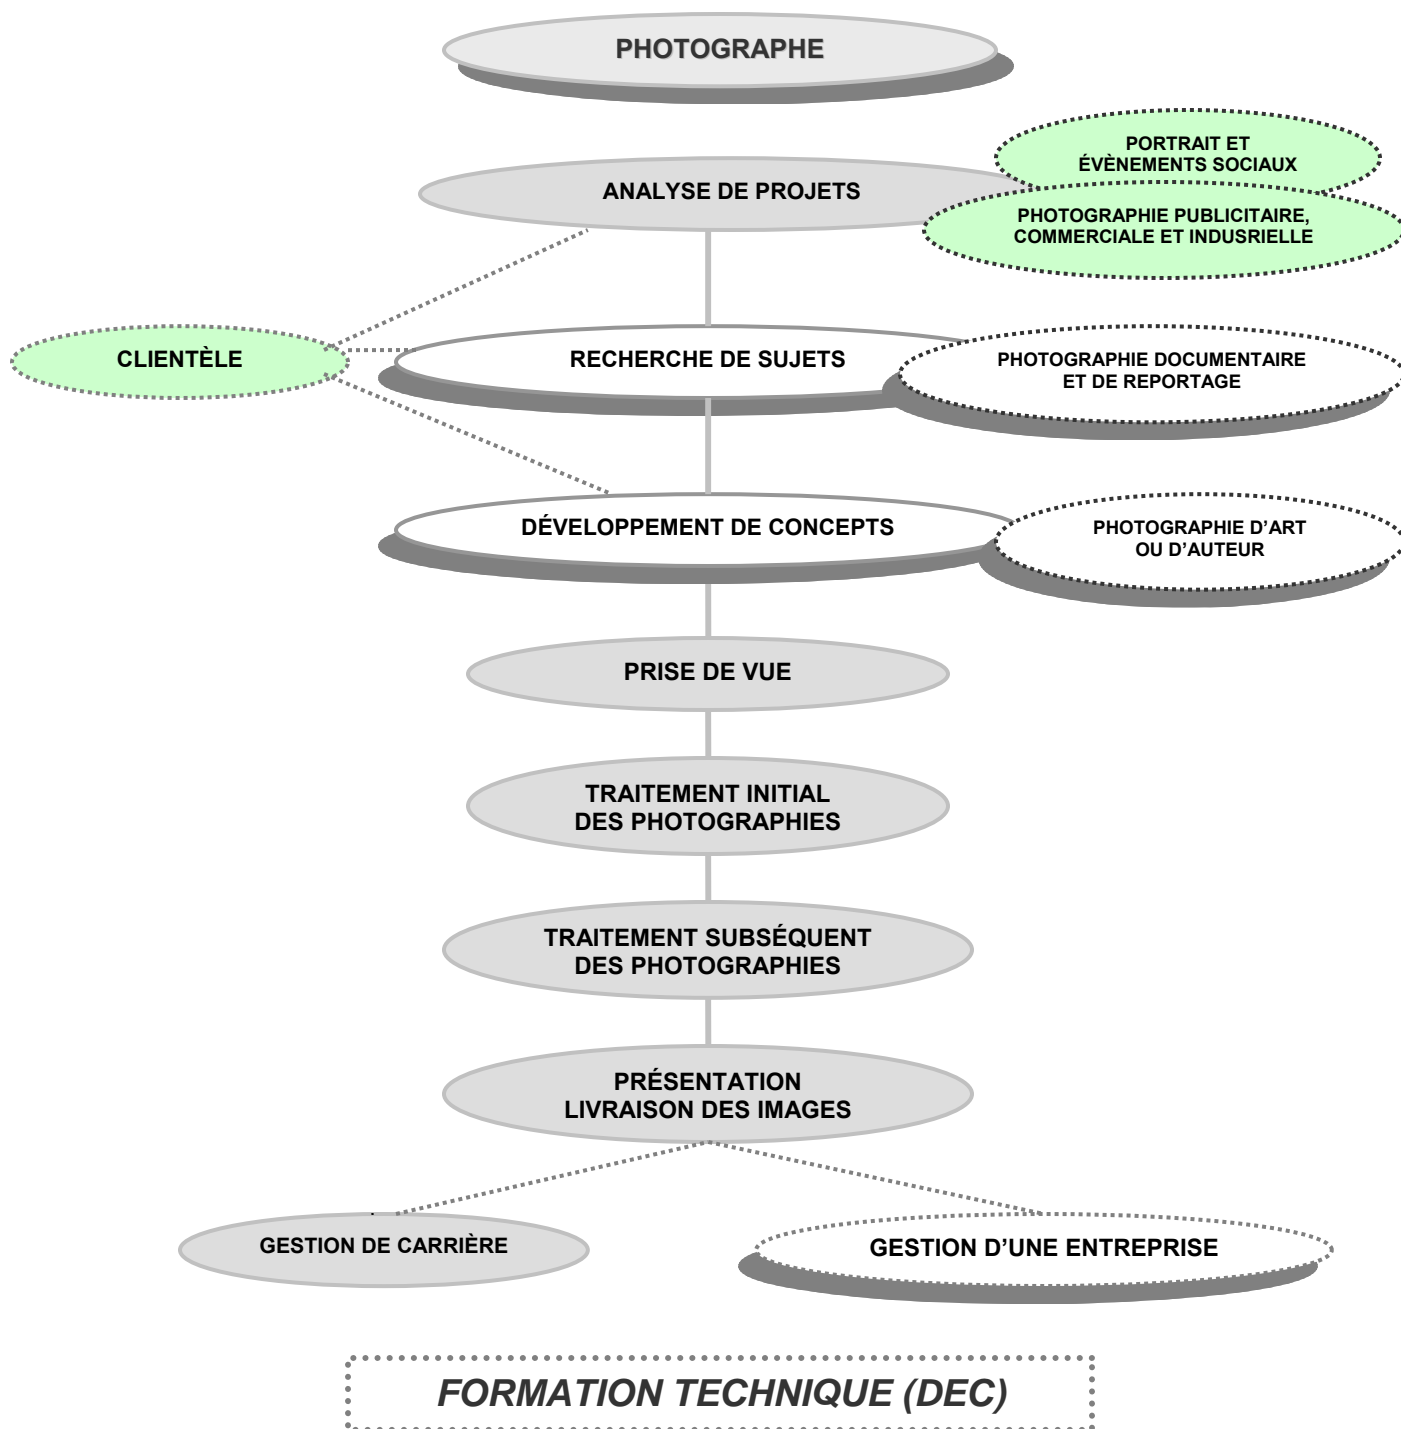 PHOTOGRAPHE
PORTRAIT ET
ÉVÈNEMENTS SOCIAUX
ANALYSE DE PROJETS
PHOTOGRAPHIE PUBLICITAIRE,
COMMERCIALE ET INDUSRIELLE
CLIENTÈLE
RECHERCHE DE SUJETS
PHOTOGRAPHIE DOCUMENTAIRE
ET DE REPORTAGE
DÉVELOPPEMENT DE CONCEPTS
PHOTOGRAPHIE D’ART
OU D’AUTEUR
PRISE DE VUE
TRAITEMENT INITIAL
DES PHOTOGRAPHIES
TRAITEMENT SUBSÉQUENT
DES PHOTOGRAPHIES
PRÉSENTATION
LIVRAISON DES IMAGES
GESTION DE CARRIÈRE
GESTION D’UNE ENTREPRISE
FORMATION TECHNIQUE (DEC)